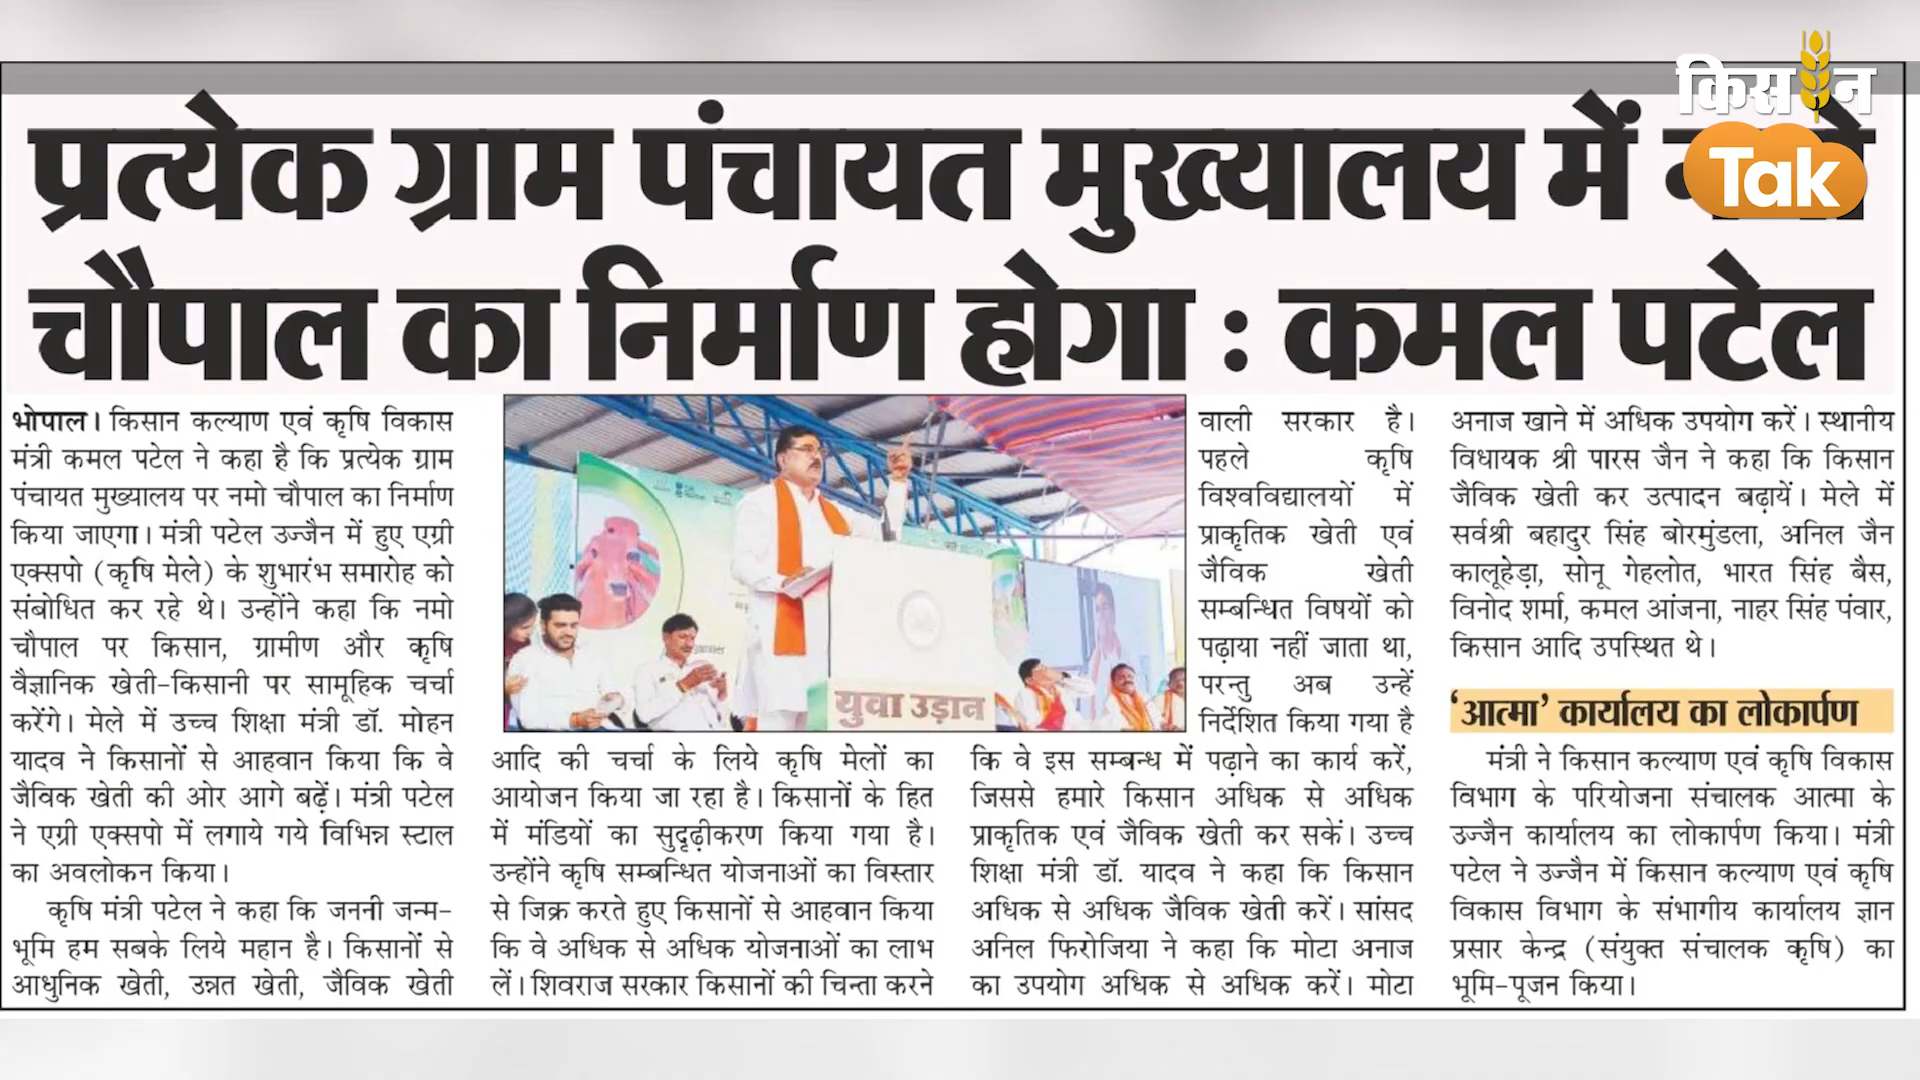 किसान
Tak
प्रत्येक ग्राम पंचायत मुख्यालय में
चौपाल का निर्माण होगा : कमल पटेल
भोपाल। किसान कल्याण एवं कृषि विकास
मंत्री कमल पटेल ने कहा है कि प्रत्येक ग्राम
पंचायत मुख्यालय पर नमो चौपाल का निर्माण
किया जाएगा। मंत्री पटेल उज्जैन में हुए एग्री
एक्सपो (कृषि मेले) के शुभारंभ समारोह को
संबोधित कर रहे थे। उन्होंने कहा कि नमो
चौपाल पर किसान, ग्रामीण और कृषि
वैज्ञानिक खेती-किसानी पर सामूहिक चर्चा
करेंगे। मेले में उच्च शिक्षा मंत्री डॉ. मोहन
यादव ने किसानों से आहवान किया कि वे
जैविक खेती की ओर आगे बढ़ें। मंत्री पटेल
ने एग्री एक्सपो में लगाये गये विभिन्न स्टाल
का अवलोकन किया।
कृषि मंत्री पटेल ने कहा कि जननी जन्म-
भूमि हम सबके लिये महान है। किसानों से
आधुनिक खेती, उन्नत खेती, जैविक खेती
युवा उड़ान
आदि की चर्चा के लिये कृषि मेलों का
आयोजन किया जा रहा है। किसानों के हित
में मंडियों का सुदृढ़ीकरण किया गया है।
उन्होंने कृषि सम्बन्धित योजनाओं का विस्तार
से जिक्र करते हुए किसानों से आहवान किया
कि वे अधिक से अधिक योजनाओं का लाभ
लें। शिवराज सरकार किसानों की चिन्ता करने
वाली सरकार है।
पहले कृषि
विश्वविद्यालयों में
प्राकृतिक खेती एवं
जैविक खेती
सम्बन्धित विषयों को
पढ़ाया नहीं जाता था,
परन्तु अब उन्हें
निर्देशित किया गया है
कि वे इस सम्बन्ध में पढ़ाने का कार्य करें,
जिससे हमारे किसान अधिक से अधिक
प्राकृतिक एवं जैविक खेती कर सकें। उच्च
शिक्षा मंत्री डॉ. यादव ने कहा कि किसान
अधिक से अधिक जैविक खेती करें। सांसद
अनिल फिरोजिया ने कहा कि मोटा अनाज
का उपयोग अधिक से अधिक करें। मोटा
अनाज खाने में अधिक उपयोग करें। स्थानीय
विधायक श्री पारस जैन ने कहा कि किसान
जैविक खेती कर उत्पादन बढ़ायें। मेले में
सर्वश्री बहादुर सिंह बोरमुंडला, अनिल जैन
कालूहेड़ा, सोनू गेहलोत, भारत सिंह बैस,
विनोद शर्मा, कमल आंजना, नाहर सिंह पंवार,
किसान आदि उपस्थित थे।
'आत्मा' कार्यालय का लोकार्पण
मंत्री ने किसान कल्याण एवं कृषि विकास
विभाग के परियोजना संचालक आत्मा के
उज्जैन कार्यालय का लोकार्पण किया। मंत्री
पटेल ने उज्जैन में किसान कल्याण एवं कृषि
विकास विभाग के संभागीय कार्यालय ज्ञान
प्रसार केन्द्र (संयुक्त संचालक कृषि) का
भूमि-पूजन किया।